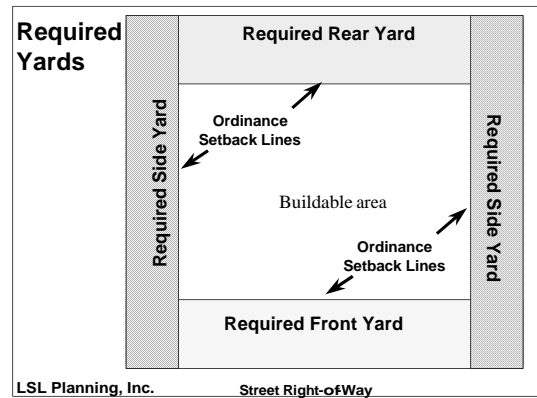 Required
Yards
Required Rear Yard
Ordinance
Setback Lines
Required Side Yard
Required Side Yard
Buildable area
Ordinance
Setback Lines
Required Front Yard
LSL Planning, Inc.
Street Right-of-Way